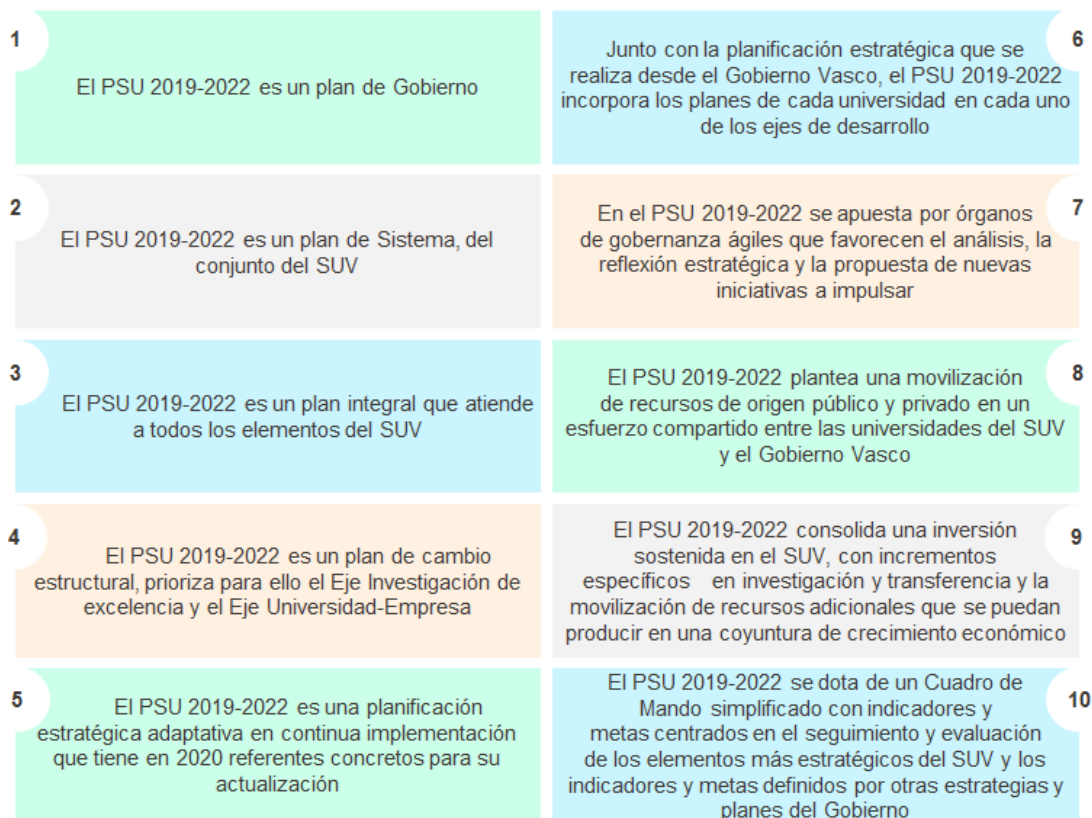 1
El PSU 2019-2022 es un plan de Gobierno
2
El PSU 2019-2022 es un plan de Sistema, del
conjunto del SUV
3
El PSU 2019-2022 es un plan integral que atiende
a todos los elementos del SUV
4
El PSU 2019-2022 es un plan de cambio
estructural, prioriza para ello el Eje Investigación de
excelencia y el Eje Universidad-Empresa
5
El PSU 2019-2022 es una planificación
estratégica adaptativa en continua implementación
que tiene en 2020 referentes concretos para su
actualización
6
Junto con la planificación estratégica que se
realiza desde el Gobierno Vasco, el PSU 2019-2022
incorpora los planes de cada universidad en cada uno
de los ejes de desarrollo
7
En el PSU 2019-2022 se apuesta por órganos
de gobernanza ágiles que favorecen el análisis, la
reflexión estratégica y la propuesta de nuevas
iniciativas a impulsar
8
El PSU 2019-2022 plantea una movilización
de recursos de origen público y privado en un
esfuerzo compartido entre las universidades del SUV
y el Gobierno Vasco
9
El PSU 2019-2022 consolida una inversión
sostenida en el SUV, con incrementos
específicos en investigación y transferencia y la
movilización de recursos adicionales que se puedan
producir en una coyuntura de crecimiento económico
10
El PSU 2019-2022 se dota de un Cuadro de
Mando simplificado con indicadores y
metas centrados en el seguimiento y evaluación
de los elementos más estratégicos del SUV y los
indicadores y metas definidos por otras estrategias y
planes del Gobierno